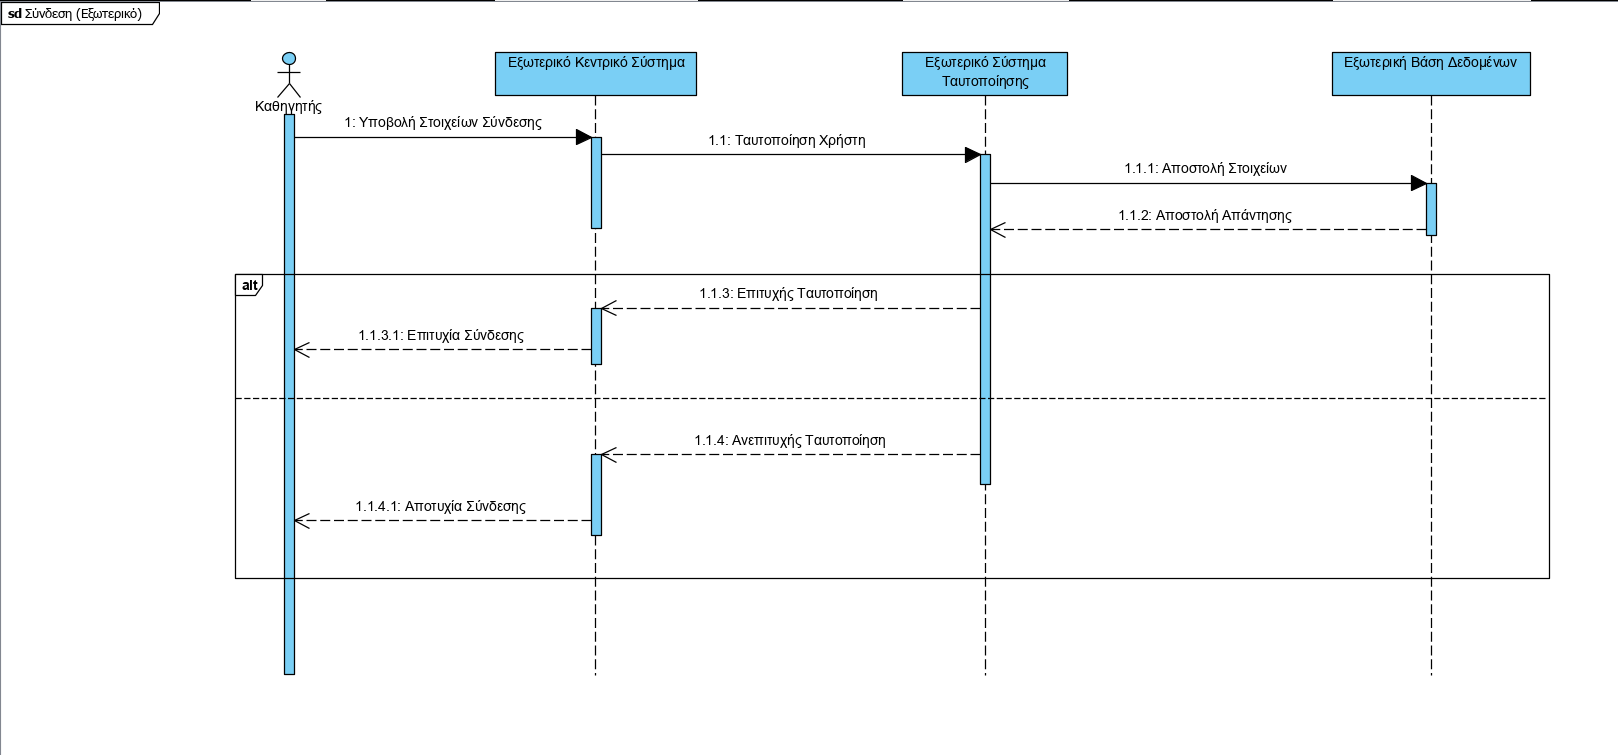 sd Σύνδεση (Εξωτερικό)
Καθηγητής
Εξωτερικό Κεντρικό Σύστημα
Εξωτερικό Σύστημα
Ταυτοποίησης
Εξωτερική Βάση Δεδομένων
1: Υποβολή Στοιχείων Σύνδεσης
1.1: Ταυτοποίηση Χρήστη
1.1.1: Αποστολή Στοιχείων
1.1.2: Αποστολή Απάντησης
alt
1.1.3: Επιτυχής Ταυτοποίηση
1.1.3.1: Επιτυχία Σύνδεσης
1.1.4: Ανεπιτυχής Ταυτοποίηση
1.1.4.1: Αποτυχία Σύνδεσης